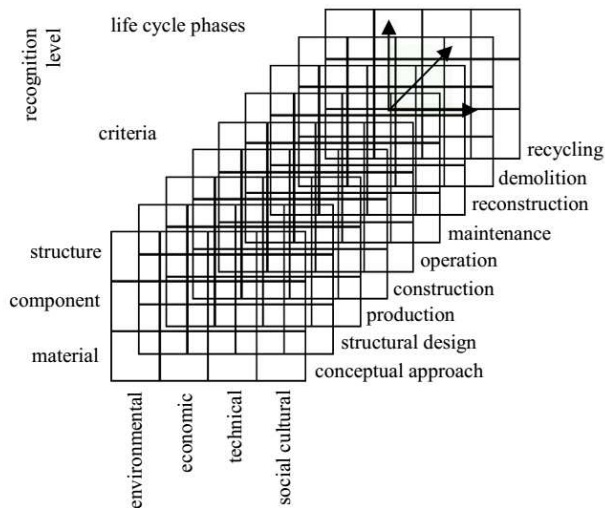 life cycle phases
recognition
level
criteria
recycling
demolition
reconstruction
maintenance
structure
operation
construction
component
production
structural design
material
conceptual approach
environmental
economic
technical
social cultural